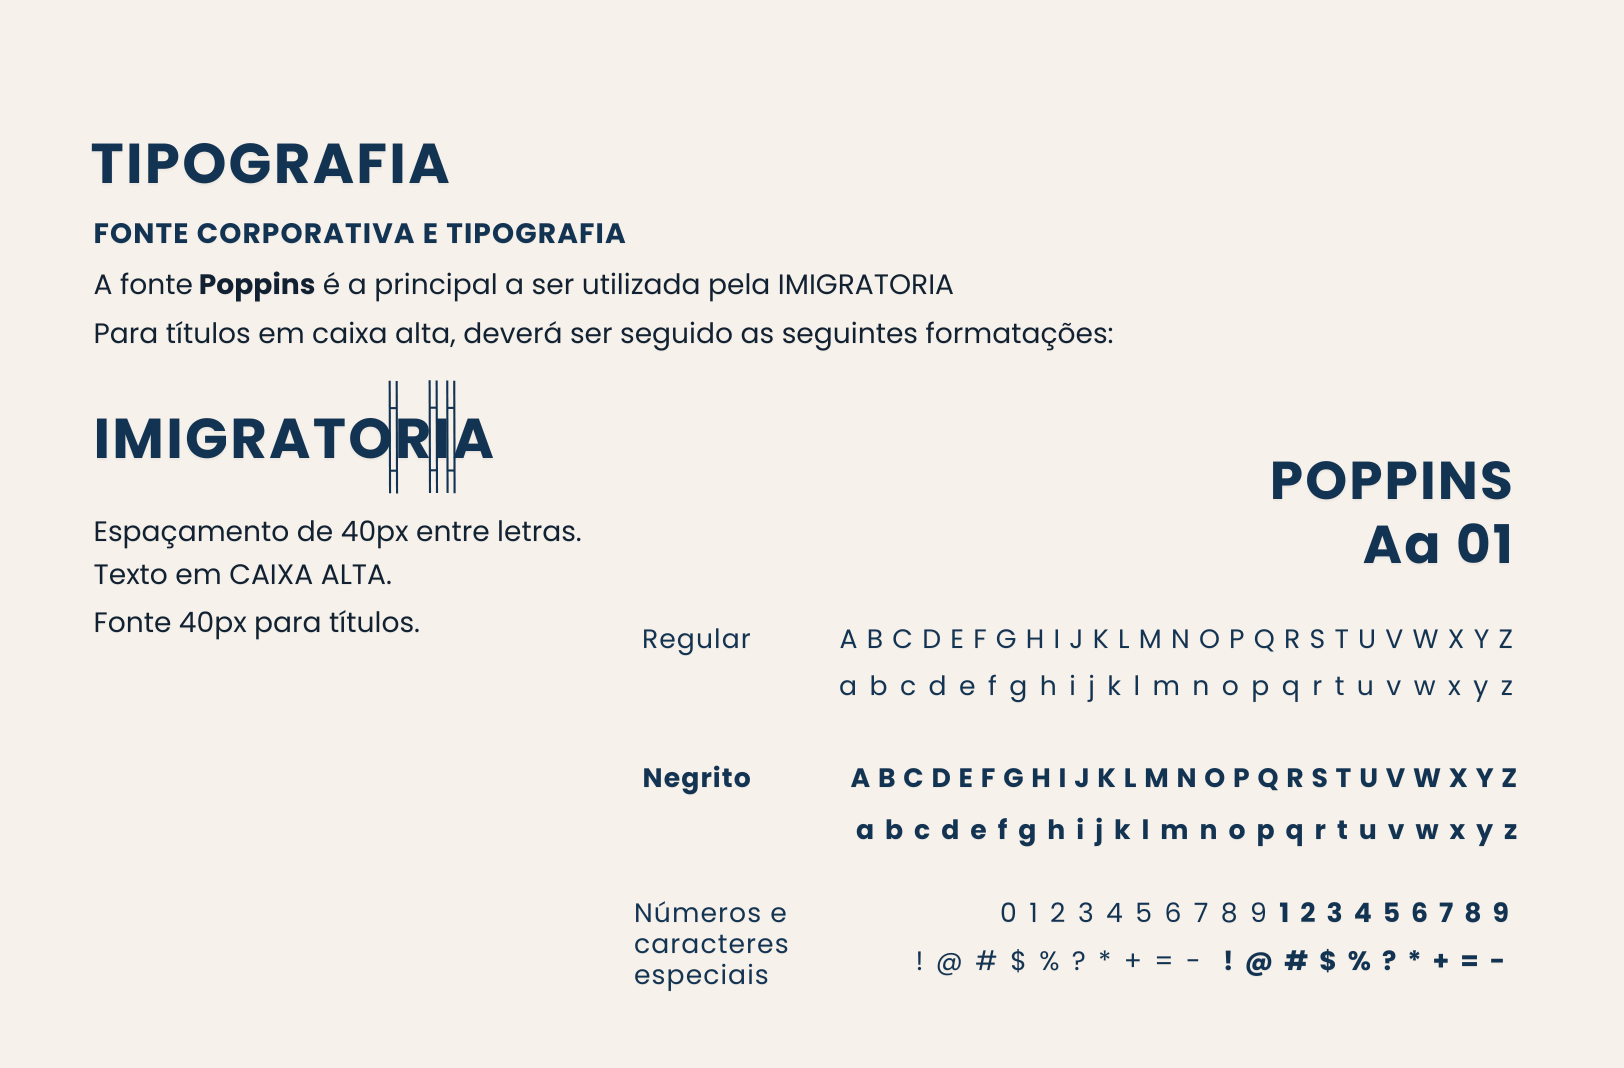 TIPOGRAFIA
FONTE CORPORATIVA E TIPOGRAFIA
A fonte Poppins é a principal a ser utilizada pela IMIGRATORIA
Para títulos em caixa alta, deverá ser seguido as seguintes formatações:
IMIGRATORIA
Espaçamento de 40px entre letras.
Texto em CAIXA ALTA.
Fonte 40px para títulos.
POPPINS
Aa 01
Regular
A B C D E F G H I J K L M N O P Q R S T U V W X Y Z
a b c d e f g h i j k l m n o p q r t u v w x y z
Negrito
A B C D E F G H I J K L M N O P Q R S T U V W X Y Z
a b c d e f g h i j k l m n o p q r t u v w x y z
Números e
caracteres
especiais
0 1 2 3 4 5 6 7 8 9 1 2 3 4 5 6 7 8 9
! @ # $ % ? * + = - ! @ # $ % ? * + = -